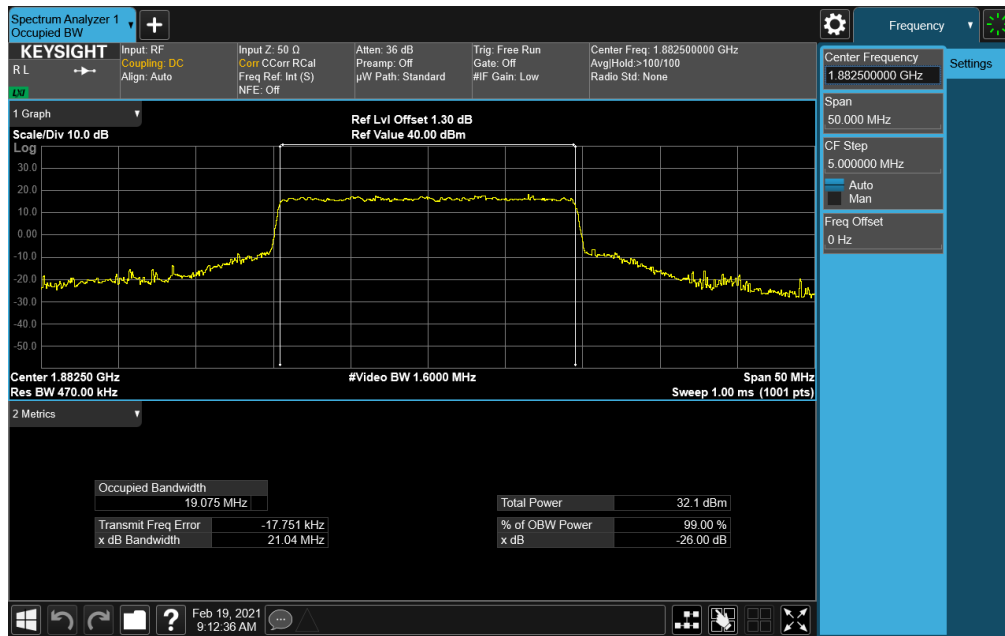 Spectrum Analyzer 1
Occupied BW
Frequency
KEYSIGHT
R L
LXI
Input: RF
Coupling: DC
Align: Auto
Input Z: 50 Ω
Corr CCorr RCal
Freq Ref: Int (S)
NFE: Off
Atten: 36 dB
Preamp: Off
µW Path: Standard
Trig: Free Run
Gate: Off
#IF Gain: Low
Center Freq: 1.882500000 GHz
Avg|Hold:>100/100
Radio Std: None
Center Frequency
1.882500000 GHz
Settings
Span
50.000 MHz
CF Step
5.000000 MHz
Auto
Man
Freq Offset
0 Hz
1 Graph
Scale/Div 10.0 dB
Ref Lvl Offset 1.30 dB
Ref Value 40.00 dBm
Log
30.0
20.0
10.0
0.00
-10.0
-20.0
-30.0
-40.0
-50.0
Center 1.88250 GHz
#Video BW 1.6000 MHz
Span 50 MHz
Res BW 470.00 kHz
Sweep 1.00 ms (1001 pts)
2 Metrics
Occupied Bandwidth
19.075 MHz
Total Power 32.1 dBm
Transmit Freq Error -17.751 kHz
% of OBW Power 99.00 %
x dB Bandwidth 21.04 MHz
x dB -26.00 dB
?
Feb 19, 2021
9:12:36 AM